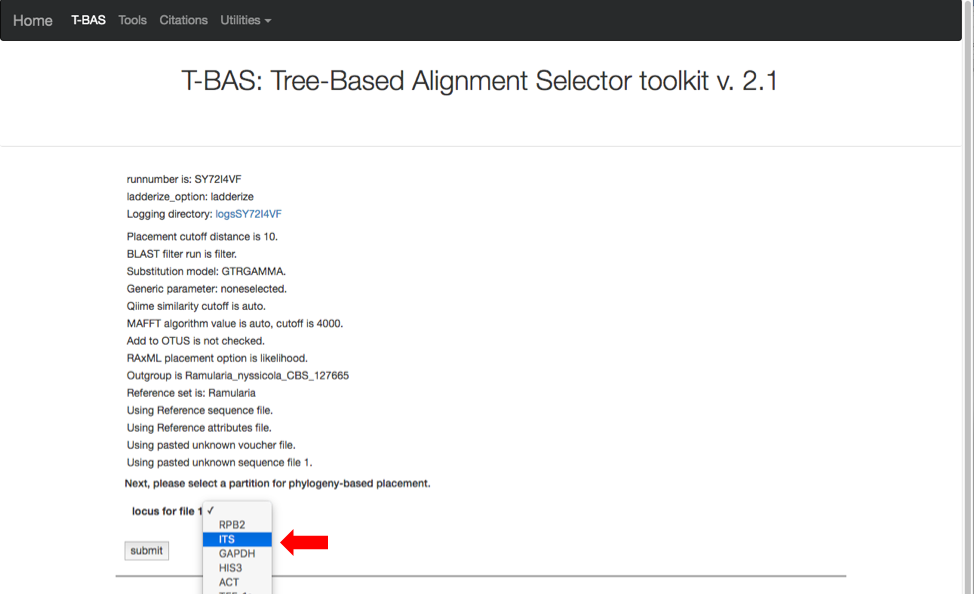 Home T-BAS Tools Citations Utilities
T-BAS: Tree-Based Alignment Selector toolkit v. 2.1
runnumber is: SY72I4VF
ladderize_option: ladderize
Logging directory: logsSY72I4VF
Placement cutoff distance is 10.
BLAST filter run is filter.
Substitution model: GTRGAMMA.
Generic parameter: noneselected.
Qiime similarity cutoff is auto.
MAFFT algorithm value is auto, cutoff is 4000.
Add to OTUS is not checked.
RAxML placement option is likelihood.
Outgroup is Ramularia_nyssicola_CBS_127665
Reference set is: Ramularia
Using Reference sequence file.
Using Reference attributes file.
Using pasted unknown voucher file.
Using pasted unknown sequence file 1.
Next, please select a partition for phylogeny-based placement.
locus for file 1 ✓
RPB2
ITS
submit
GAPDH
HIS3
ACT